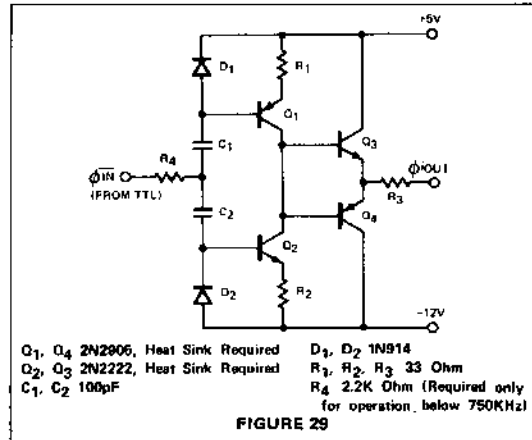 +5V
D1
R1
Q1
C1
Q3
R4
φIN
(FROM TTL)
φiOUT
R3
C2
Q4
Q2
D2
R2
-12V
Q1, Q4 2N2905, Heat Sink Required
Q2, Q3 2N2222, Heat Sink Required
C1, C2 100pF
D1, D2 1N914
R1, R2, R3 33 Ohm
R4 2.2K Ohm (Required only
for operation below 750KHz)
FIGURE 29